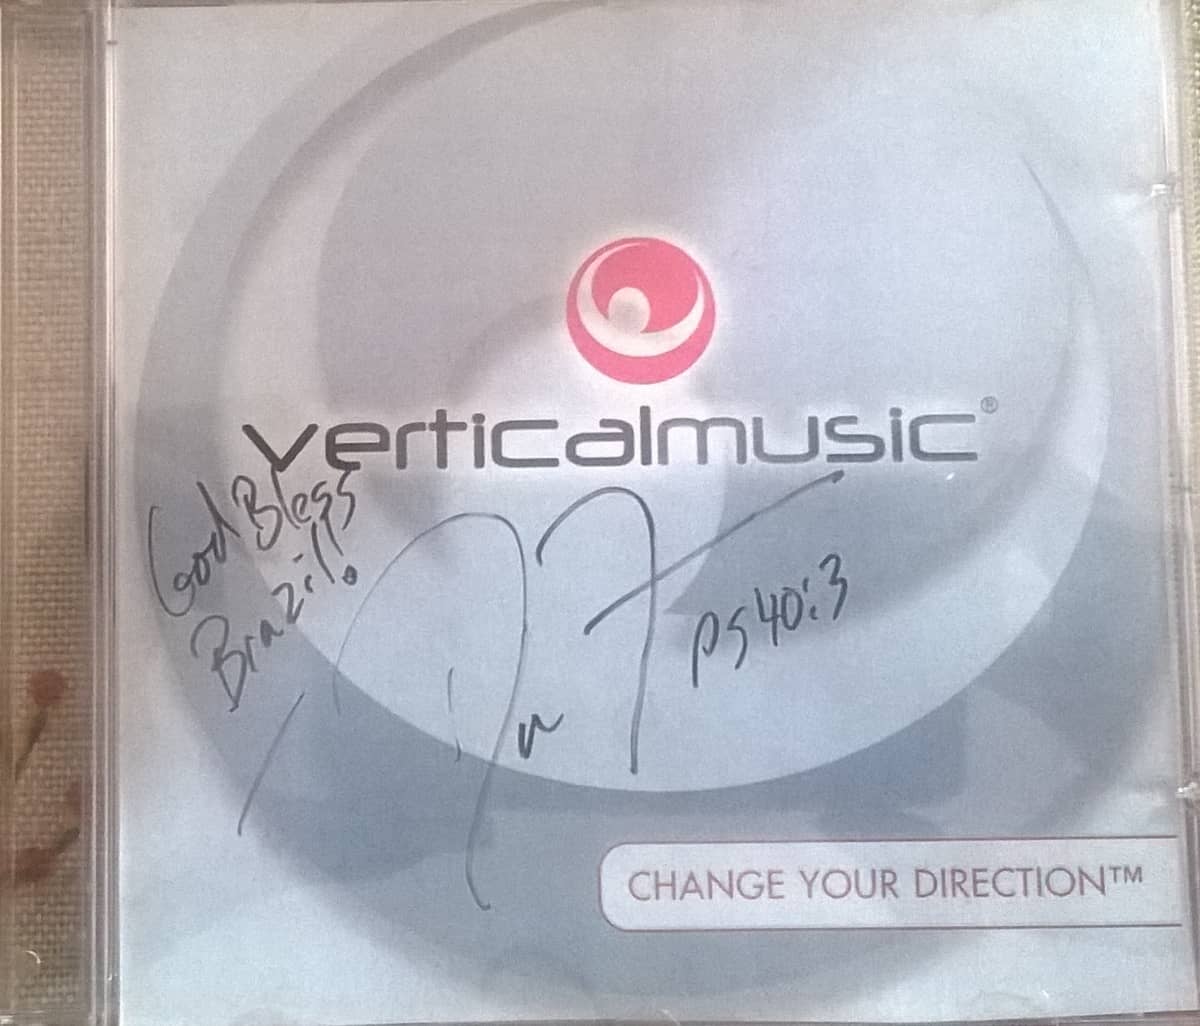 verticalmusic®
God Bless
Brazil!
PS 40:3
CHANGE YOUR DIRECTION™